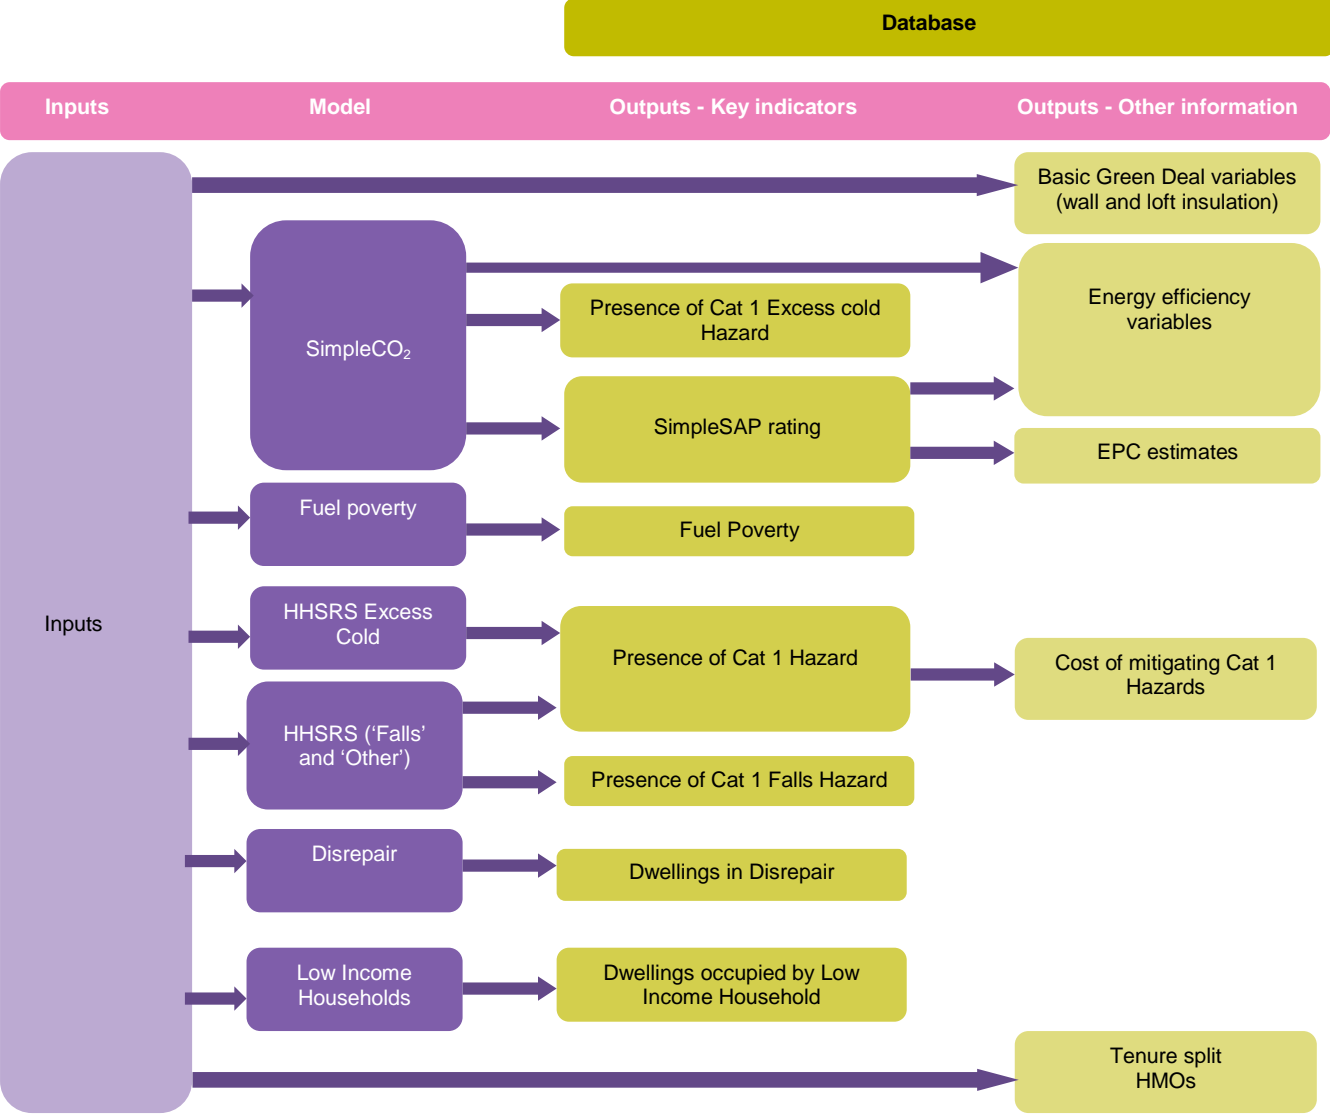 Database
Inputs
Model
Outputs - Key indicators
Outputs - Other information
Inputs
Basic Green Deal variables
(wall and loft insulation)
SimpleCO₂
Presence of Cat 1 Excess cold
Hazard
Energy efficiency
variables
SimpleSAP rating
EPC estimates
Fuel poverty
Fuel Poverty
HHSRS Excess
Cold
Presence of Cat 1 Hazard
Cost of mitigating Cat 1
Hazards
HHSRS (‘Falls’
and ‘Other’)
Presence of Cat 1 Falls Hazard
Disrepair
Dwellings in Disrepair
Low Income
Households
Dwellings occupied by Low
Income Household
Tenure split
HMOs